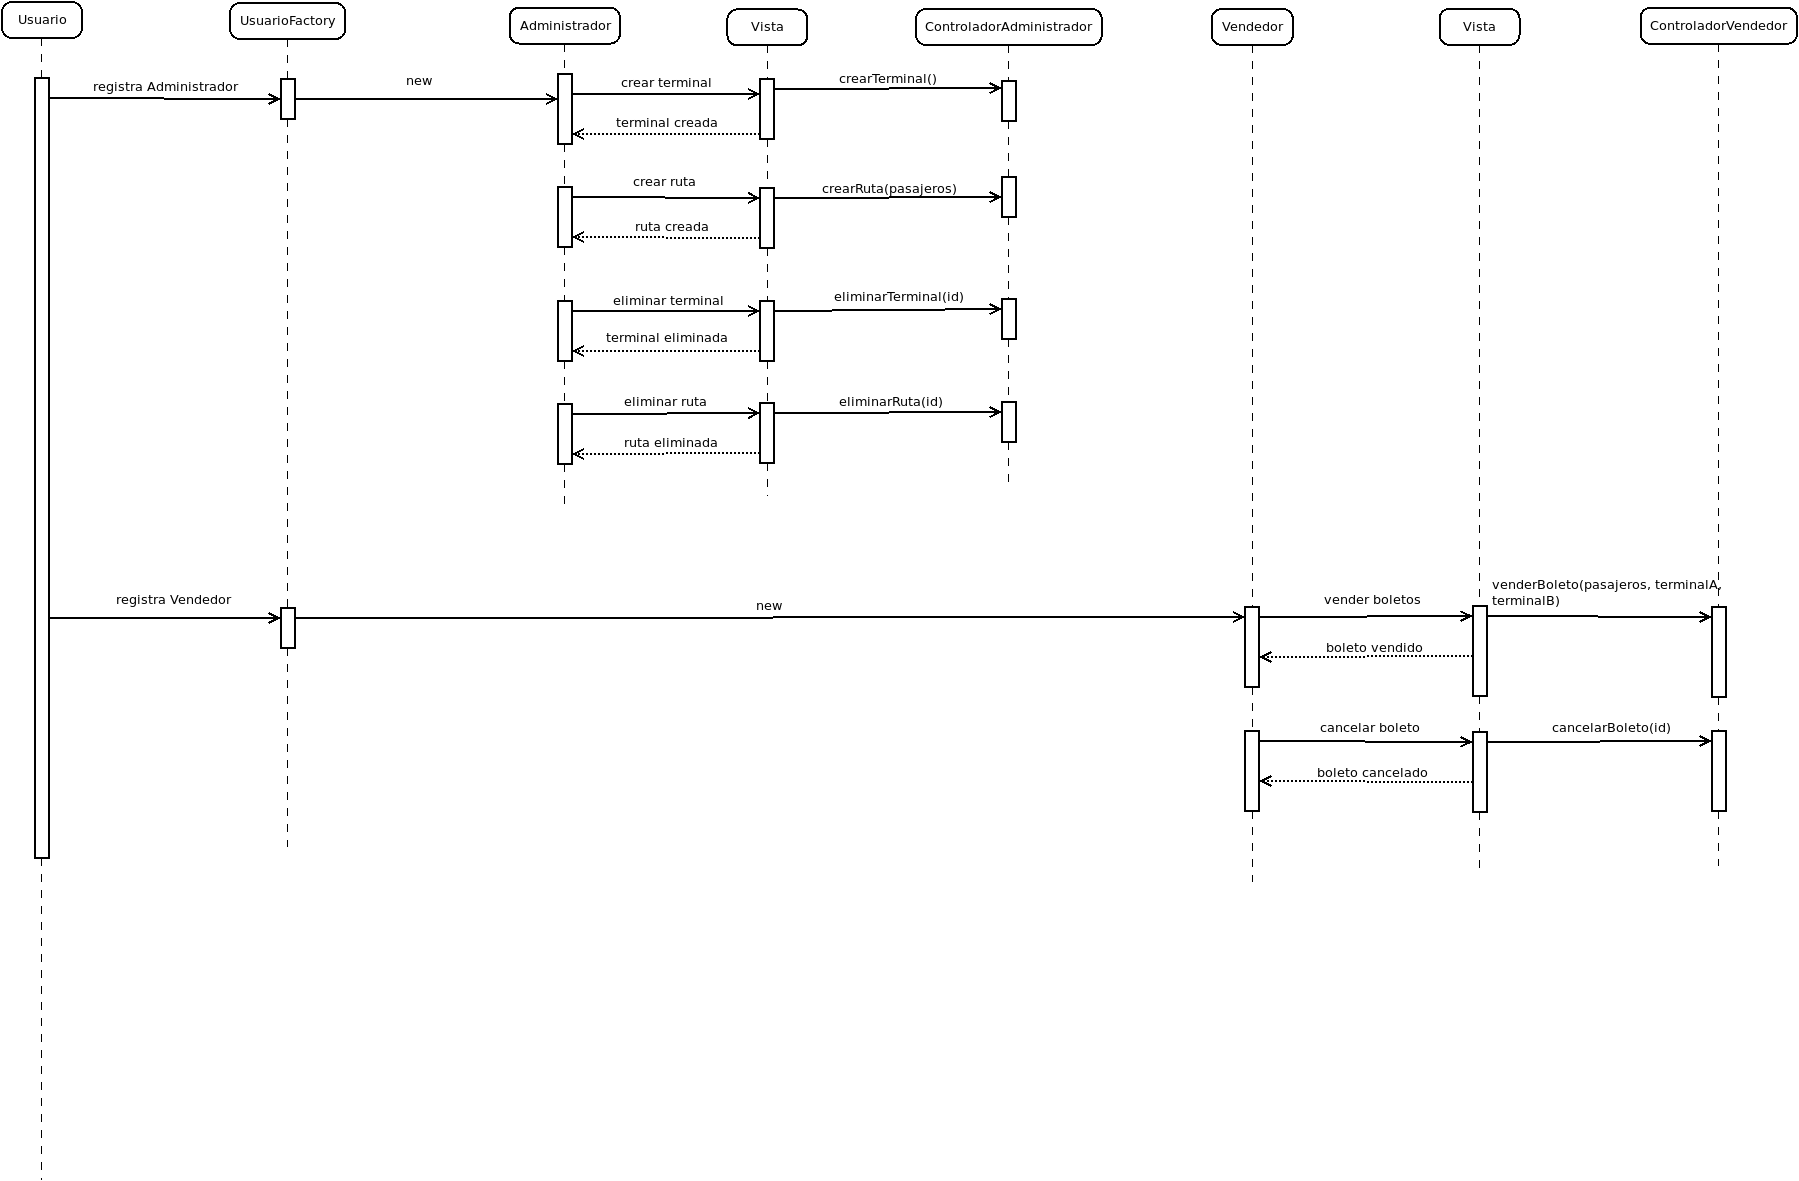 Usuario
UsuarioFactory
Administrador
Vista
ControladorAdministrador
Vendedor
Vista
ControladorVendedor
registra Administrador
new
crear terminal
crearTerminal()
terminal creada
crear ruta
crearRuta(pasajeros)
ruta creada
eliminar terminal
eliminarTerminal(id)
terminal eliminada
eliminar ruta
eliminarRuta(id)
ruta eliminada
registra Vendedor
new
vender boletos
venderBoleto(pasajeros, terminalA,
terminalB)
boleto vendido
cancelar boleto
cancelarBoleto(id)
boleto cancelado